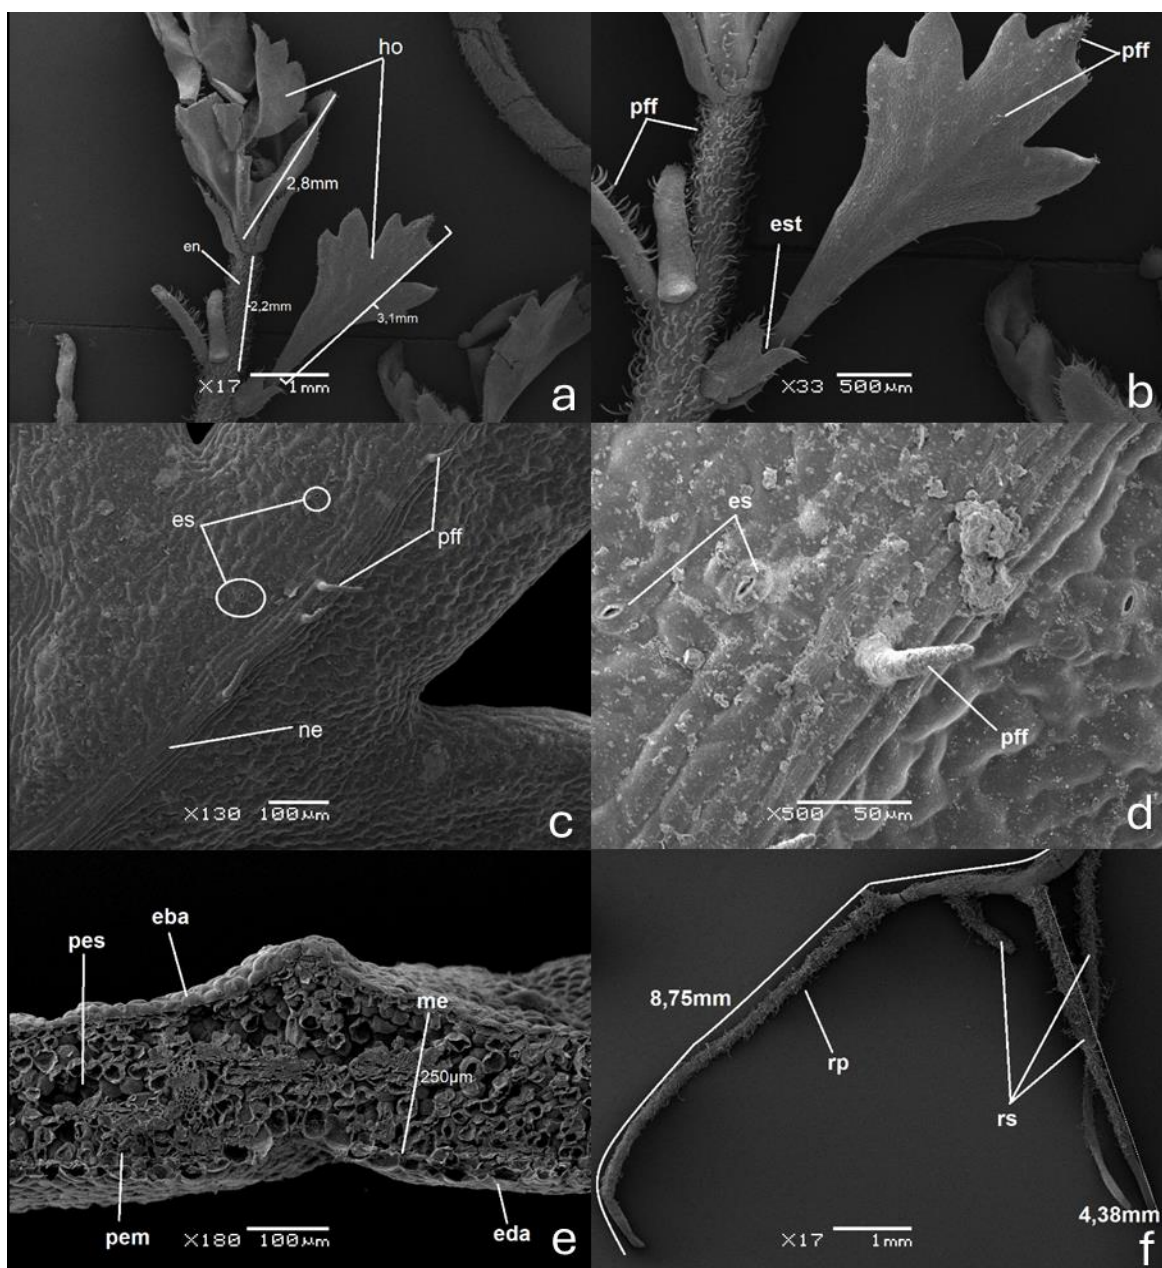 ho
2,8mm
en
2,2mm
3,1mm
X17 1mm
a
pff
pff
est
X33 500μm
b
es
pff
ne
X130 100μm
c
es
pff
X500 50μm
d
eba
pes
me
250μm
pem
eda
X180 100μm
e
8,75mm
rp
rs
4,38mm
X17 1mm
f